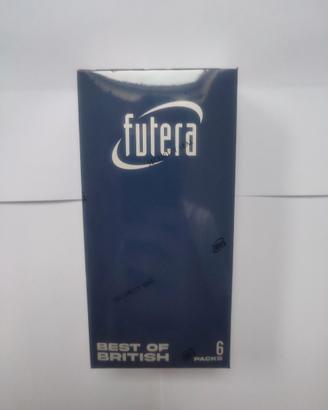 futera
BEST OF
BRITISH
6
PACKS